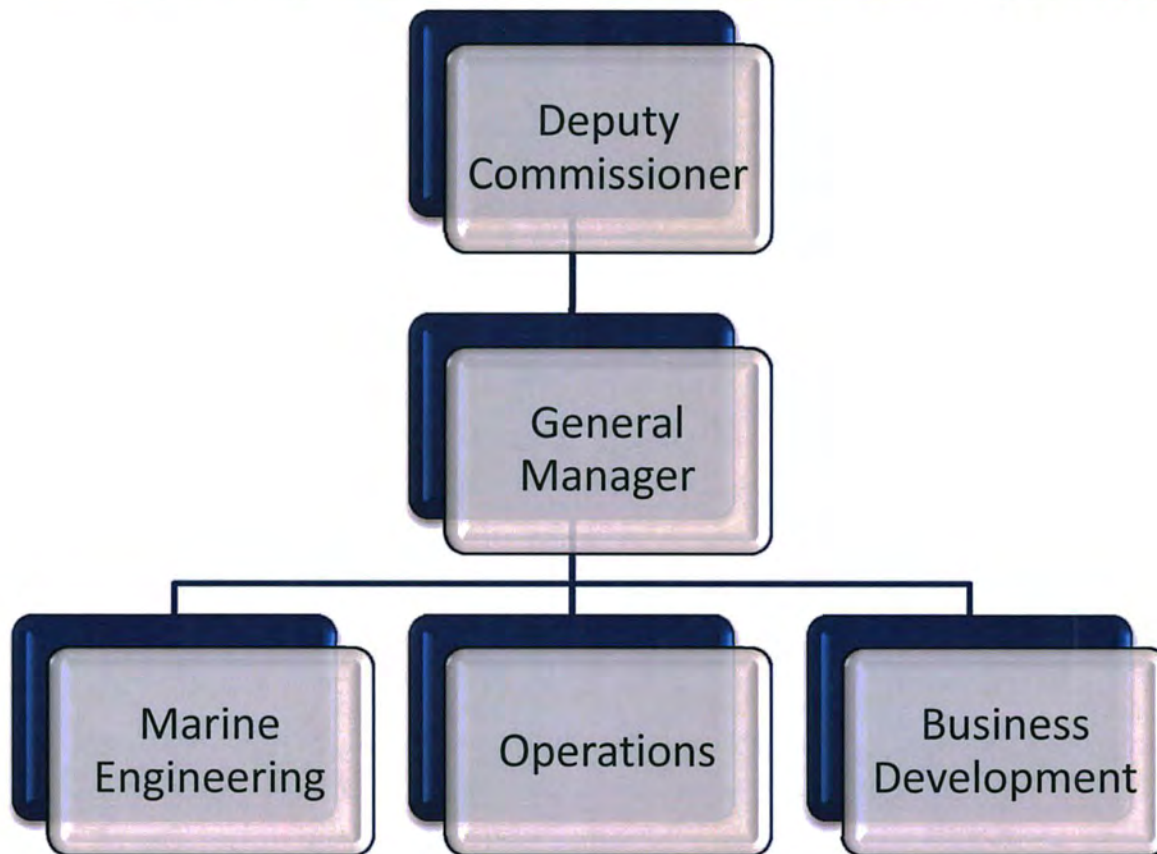 Deputy
Commissioner
General
Manager
Marine
Engineering
Operations
Business
Development